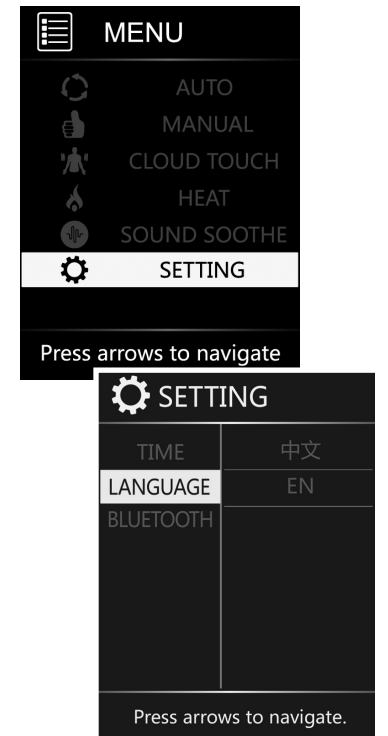 MENU
AUTO
MANUAL
CLOUD TOUCH
HEAT
SOUND SOOTHE
SETTING
Press arrows to navigate
SETTING
TIME
中文
LANGUAGE
EN
BLUETOOTH
Press arrows to navigate.